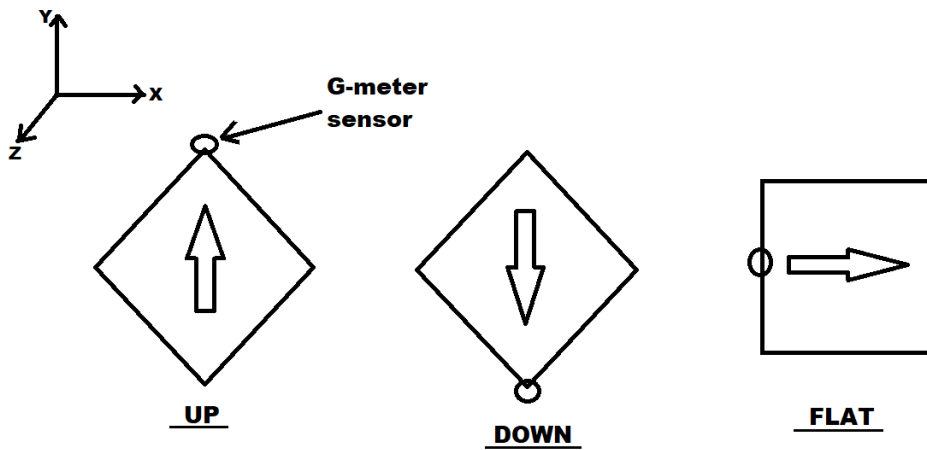 Y
X
Z
G-meter
sensor
UP
DOWN
FLAT